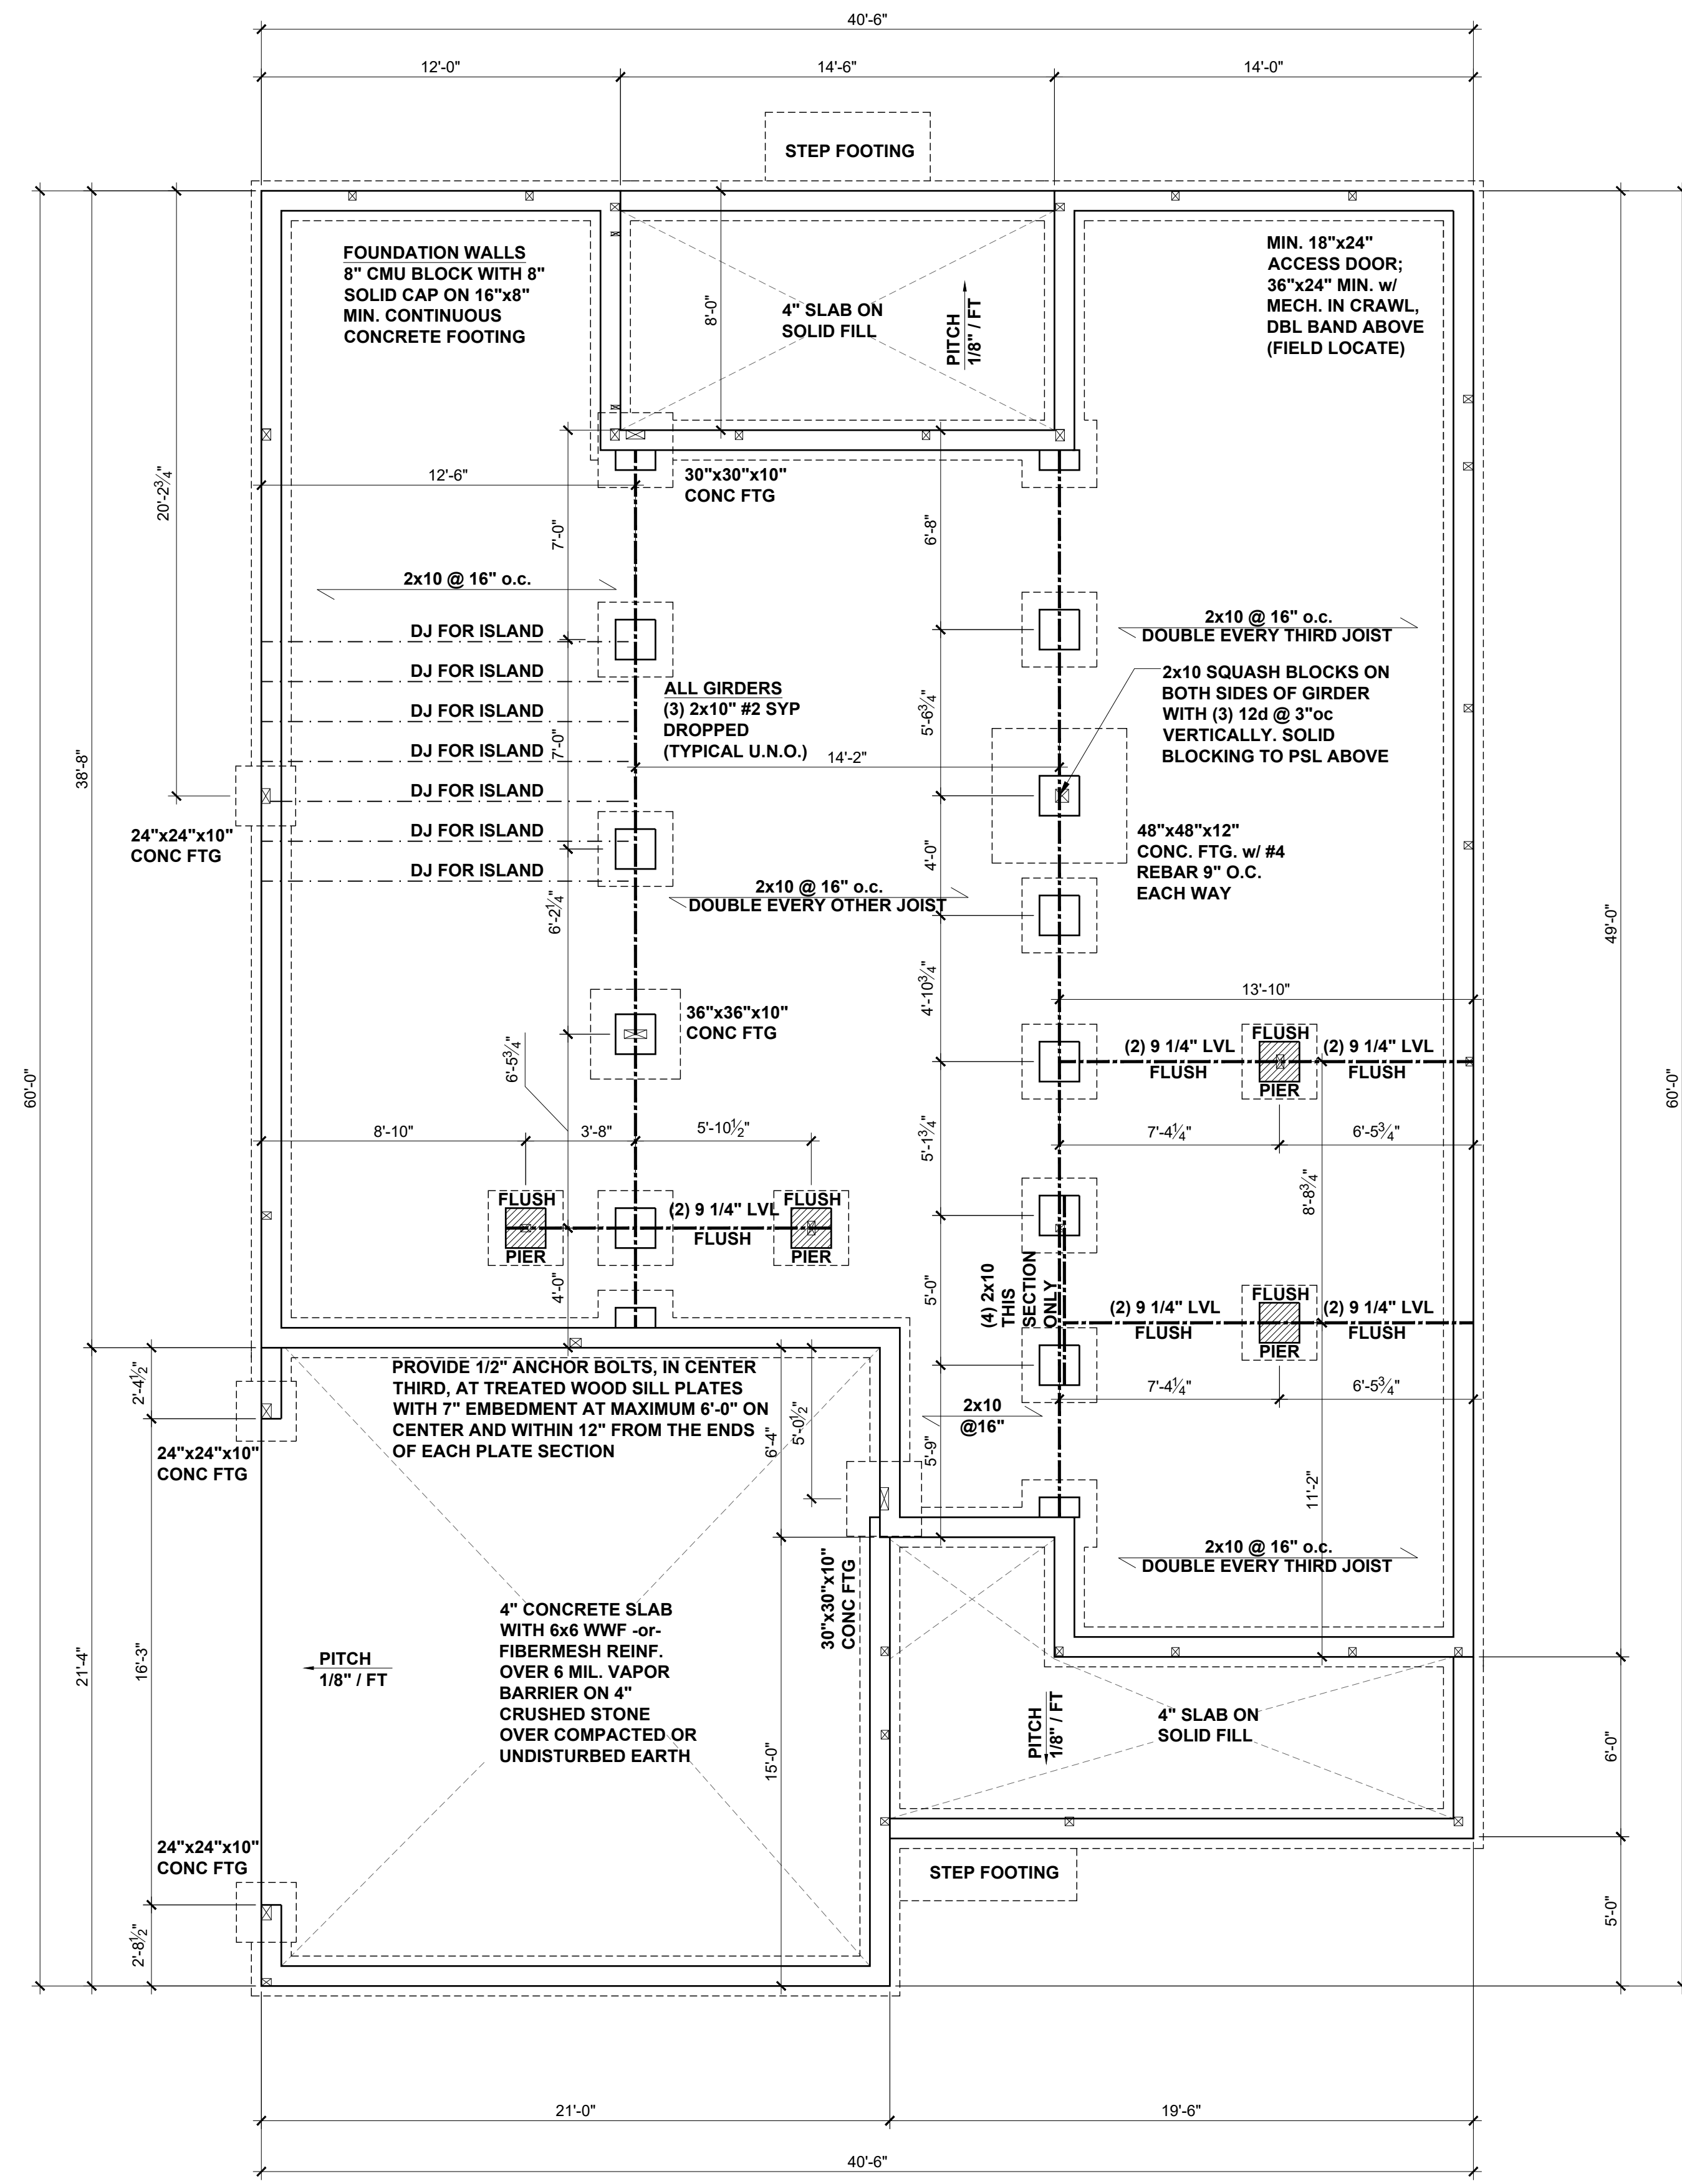 40'-6"
12'-0"
14'-6"
14'-0"
STEP FOOTING
FOUNDATION WALLS
8" CMU BLOCK WITH 8"
SOLID CAP ON 16"x8"
MIN. CONTINUOUS
CONCRETE FOOTING
8'-0"
4" SLAB ON
SOLID FILL
PITCH
1/8" / FT
MIN. 18"x24"
ACCESS DOOR;
36"x24" MIN. w/
MECH. IN CRAWL,
DBL BAND ABOVE
(FIELD LOCATE)
20'-2¾"
12'-6"
30"x30"x10"
CONC FTG
7'-0"
6'-8"
2x10 @ 16" o.c.
DJ FOR ISLAND
DJ FOR ISLAND
DJ FOR ISLAND
DJ FOR ISLAND
DJ FOR ISLAND
DJ FOR ISLAND
DJ FOR ISLAND
2x10 @ 16" o.c.
DOUBLE EVERY THIRD JOIST
ALL GIRDERS
(3) 2x10" #2 SYP
DROPPED
(TYPICAL U.N.O.)
7'-0"
14'-2"
5'-6¾"
2x10 SQUASH BLOCKS ON
BOTH SIDES OF GIRDER
WITH (3) 12d @ 3"oc
VERTICALLY. SOLID
BLOCKING TO PSL ABOVE
38'-8"
24"x24"x10"
CONC FTG
48"x48"x12"
CONC. FTG. w/ #4
REBAR 9" O.C.
EACH WAY
4'-0"
2x10 @ 16" o.c.
DOUBLE EVERY OTHER JOIST
6'-2¼"
49'-0"
4'-10¾"
13'-10"
36"x36"x10"
CONC FTG
6'-5¾"
60'-0"
60'-0"
(2) 9 1/4" LVL
FLUSH
FLUSH
PIER
(2) 9 1/4" LVL
FLUSH
8'-10"
3'-8"
5'-10½"
5'-1¾"
7'-4¼"
6'-5¾"
8'-8¾"
FLUSH
PIER
(2) 9 1/4" LVL
FLUSH
FLUSH
PIER
4'-0"
5'-0"
(4) 2x10
THIS
SECTION
ONLY
(2) 9 1/4" LVL
FLUSH
FLUSH
PIER
(2) 9 1/4" LVL
FLUSH
2'-4½"
PROVIDE 1/2" ANCHOR BOLTS, IN CENTER
THIRD, AT TREATED WOOD SILL PLATES
WITH 7" EMBEDMENT AT MAXIMUM 6'-0" ON
CENTER AND WITHIN 12" FROM THE ENDS
OF EACH PLATE SECTION
6'-4"
5'-0½"
7'-4¼"
6'-5¾"
2x10
@16"
5'-9"
24"x24"x10"
CONC FTG
11'-2"
30"x30"x10"
CONC FTG
2x10 @ 16" o.c.
DOUBLE EVERY THIRD JOIST
21'-4"
16'-3"
PITCH
1/8" / FT
4" CONCRETE SLAB
WITH 6x6 WWF -or-
FIBERMESH REINF.
OVER 6 MIL. VAPOR
BARRIER ON 4"
CRUSHED STONE
OVER COMPACTED OR
UNDISTURBED EARTH
15'-0"
PITCH
1/8" / FT
4" SLAB ON
SOLID FILL
6'-0"
24"x24"x10"
CONC FTG
STEP FOOTING
2'-8½"
5'-0"
21'-0"
19'-6"
40'-6"